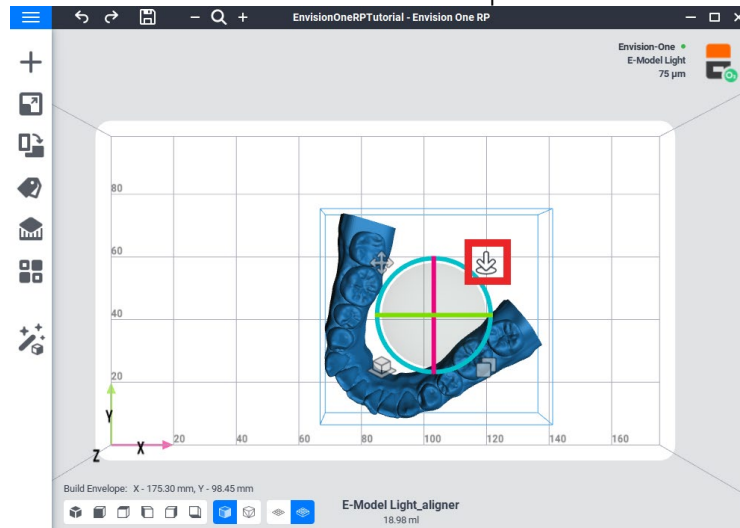 EnvisionOneRPTutorial - Envision One RP
Envision-One
E-Model Light
75 µm
80
60
40
20
Y
Z
X
20
40
60
80
100
120
140
160
Build Envelope: X - 175.30 mm, Y - 98.45 mm
E-Model Light_aligner
18.98 ml